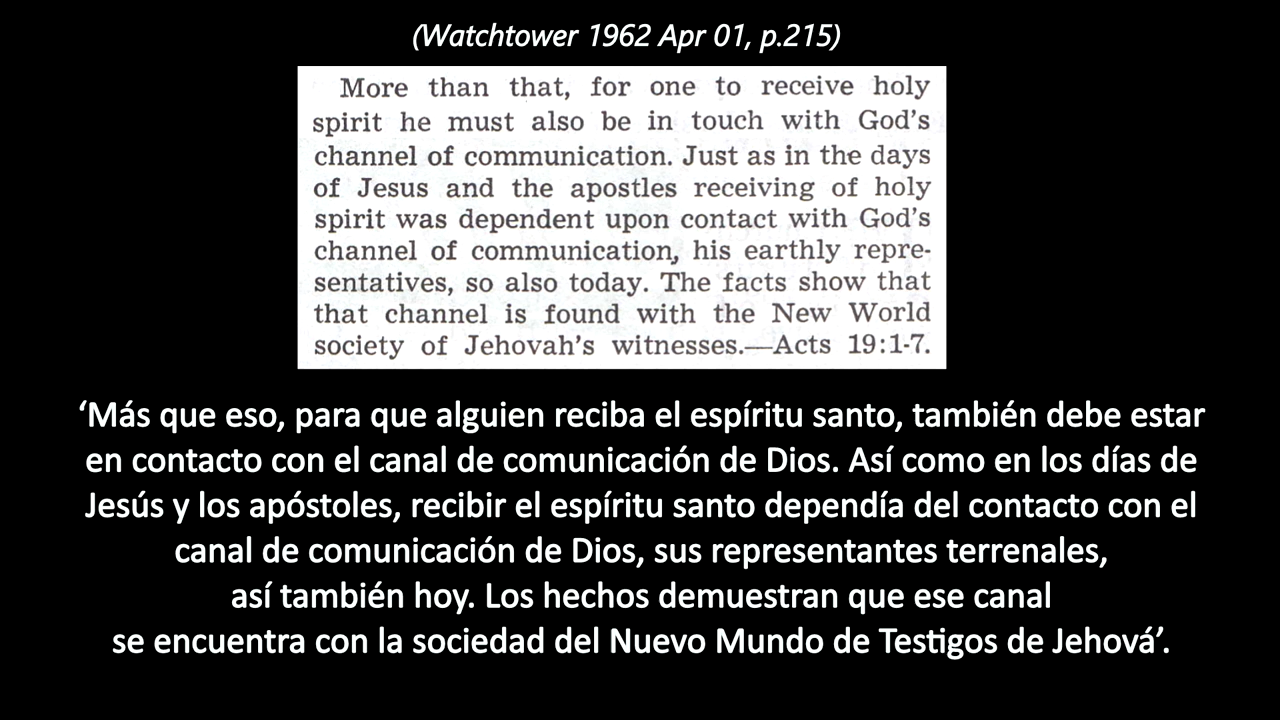 (Watchtower 1962 Apr 01, p.215)
More than that, for one to receive holy
spirit he must also be in touch with God's
channel of communication. Just as in the days
of Jesus and the apostles receiving of holy
spirit was dependent upon contact with God's
channel of communication, his earthly repre-
sentatives, so also today. The facts show that
that channel is found with the New World
society of Jehovah's witnesses.—Acts 19:1-7.
‘Más que eso, para que alguien reciba el espíritu santo, también debe estar
en contacto con el canal de comunicación de Dios. Así como en los días de
Jesús y los apóstoles, recibir el espíritu santo dependía del contacto con el
canal de comunicación de Dios, sus representantes terrenales,
así también hoy. Los hechos demuestran que ese canal
se encuentra con la sociedad del Nuevo Mundo de Testigos de Jehová’.